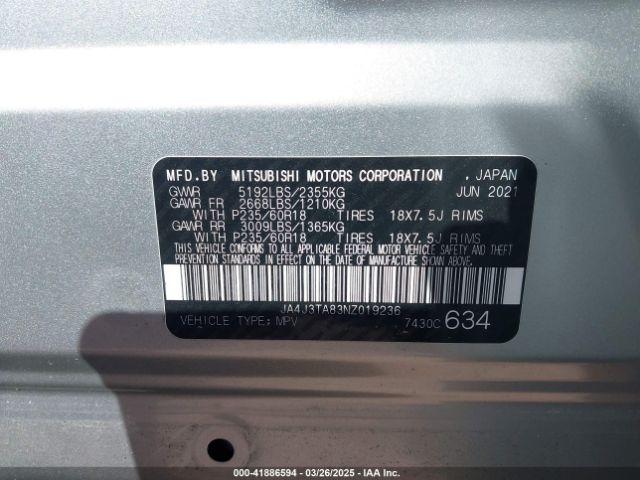 MFD.BY MITSUBISHI MOTORS CORPORATION . JAPAN
GVWR 5192LBS/2355KG JUN 2021
GAWR FR 2668LBS/1210KG
WITH P235/60R18 TIRES 18X7.5J RIMS
GAWR RR 3009LBS/1365KG
WITH P235/60R18 TIRES 18X7.5J RIMS
THIS VEHICLE CONFORMS TO ALL APPLICABLE FEDERAL MOTOR VEHICLE SAFETY AND THEFT
PREVENTION STANDARDS IN EFFECT ON THE DATE OF MANUFACTURE SHOWN ABOVE.
JA4J3TA83NZ019236
VEHICLE TYPE: MPV 7430C 634
000-41886594 - 03/26/2025 - IAA Inc.